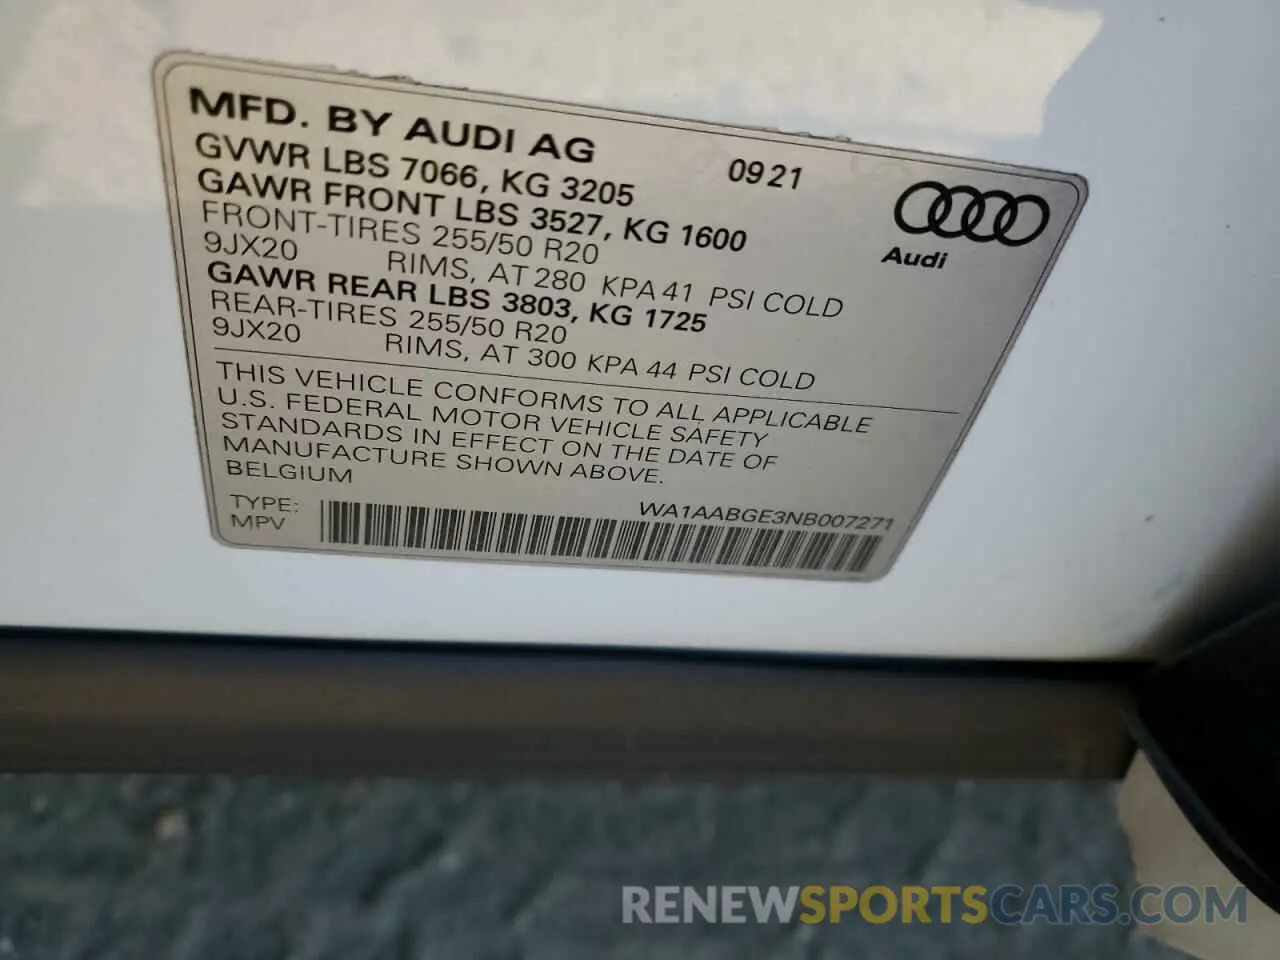 MFD. BY AUDI AG 09 21
GVWR LBS 7066, KG 3205
GAWR FRONT LBS 3527, KG 1600
FRONT-TIRES 255/50 R20
9JX20 RIMS, AT 280 KPA 41 PSI COLD
GAWR REAR LBS 3803, KG 1725
REAR-TIRES 255/50 R20
9JX20 RIMS, AT 300 KPA 44 PSI COLD
Audi
THIS VEHICLE CONFORMS TO ALL APPLICABLE
U.S. FEDERAL MOTOR VEHICLE SAFETY
STANDARDS IN EFFECT ON THE DATE OF
MANUFACTURE SHOWN ABOVE.
BELGIUM
WA1AABGE3NB007271
TYPE:
MPV
RENEWSPORTSCARS.COM